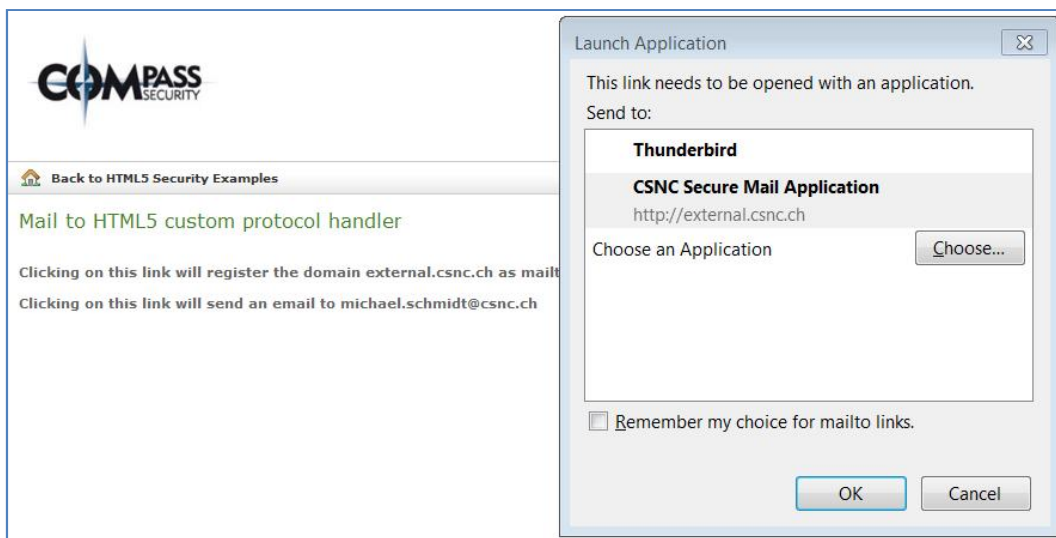 COMPASS
SECURITY
Back to HTML5 Security Examples
Mail to HTML5 custom protocol handler
Clicking on this link will register the domain external.csnc.ch as mailt
Clicking on this link will send an email to michael.schmidt@csnc.ch
Launch Application
This link needs to be opened with an application.
Send to:
Thunderbird
CSNC Secure Mail Application
http://external.csnc.ch
Choose an Application
Choose...
Remember my choice for mailto links.
OK
Cancel